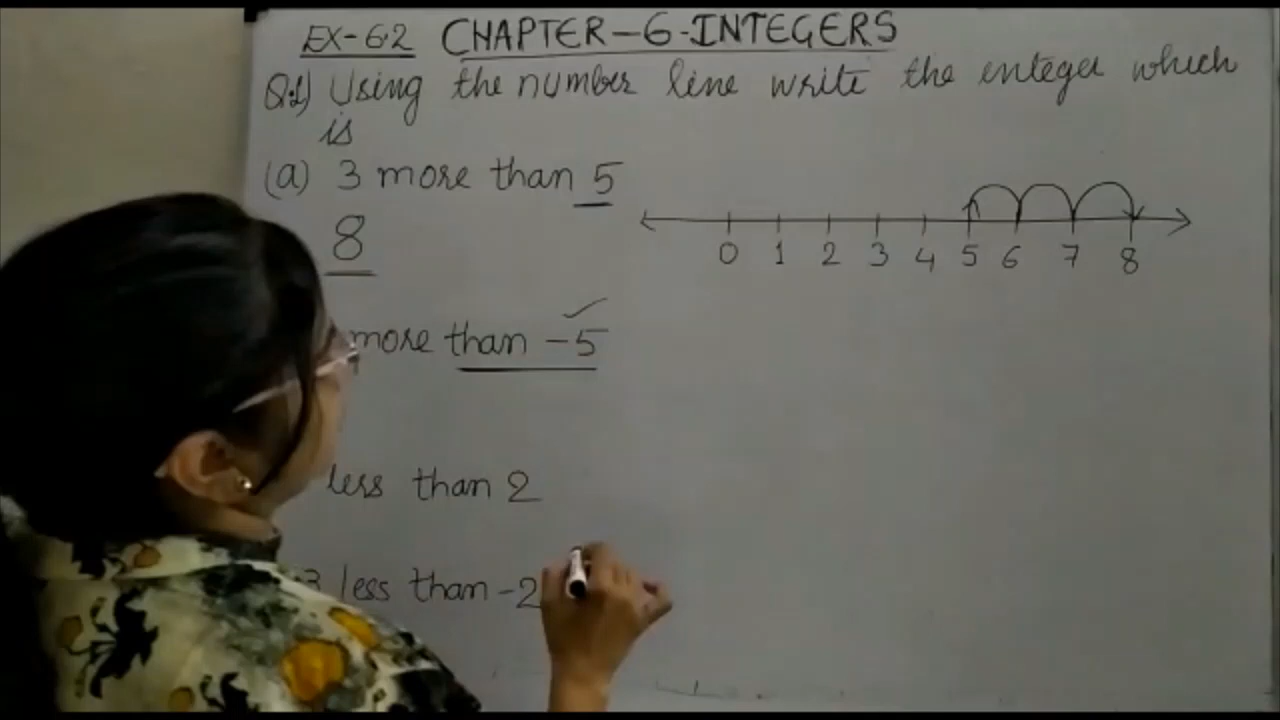 EX-6.2 CHAPTER-6-INTEGERS
Q.1) Using the number line write the integer which
is
(a) 3 more than 5
8
0 1 2 3 4 5 6 7 8
more than -5
less than 2
3 less than -2